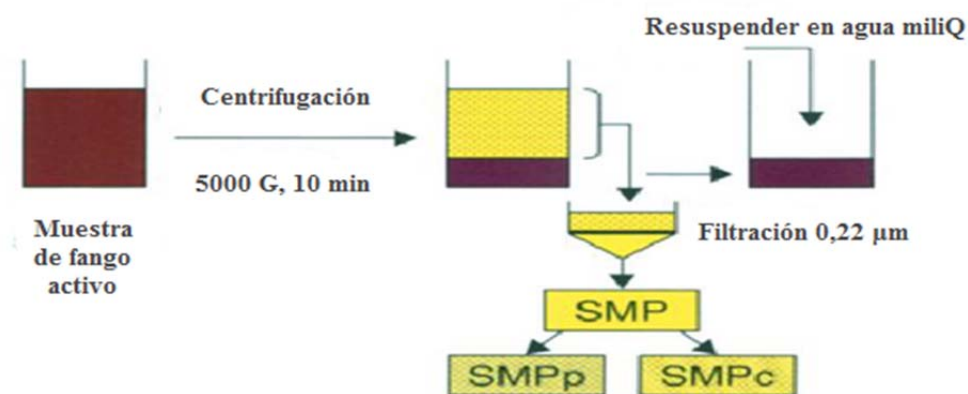 Resuspender en agua miliQ
Centrifugación
5000 G, 10 min
Muestra
de fango
activo
Filtración 0,22 µm
SMP
SMPp
SMPc